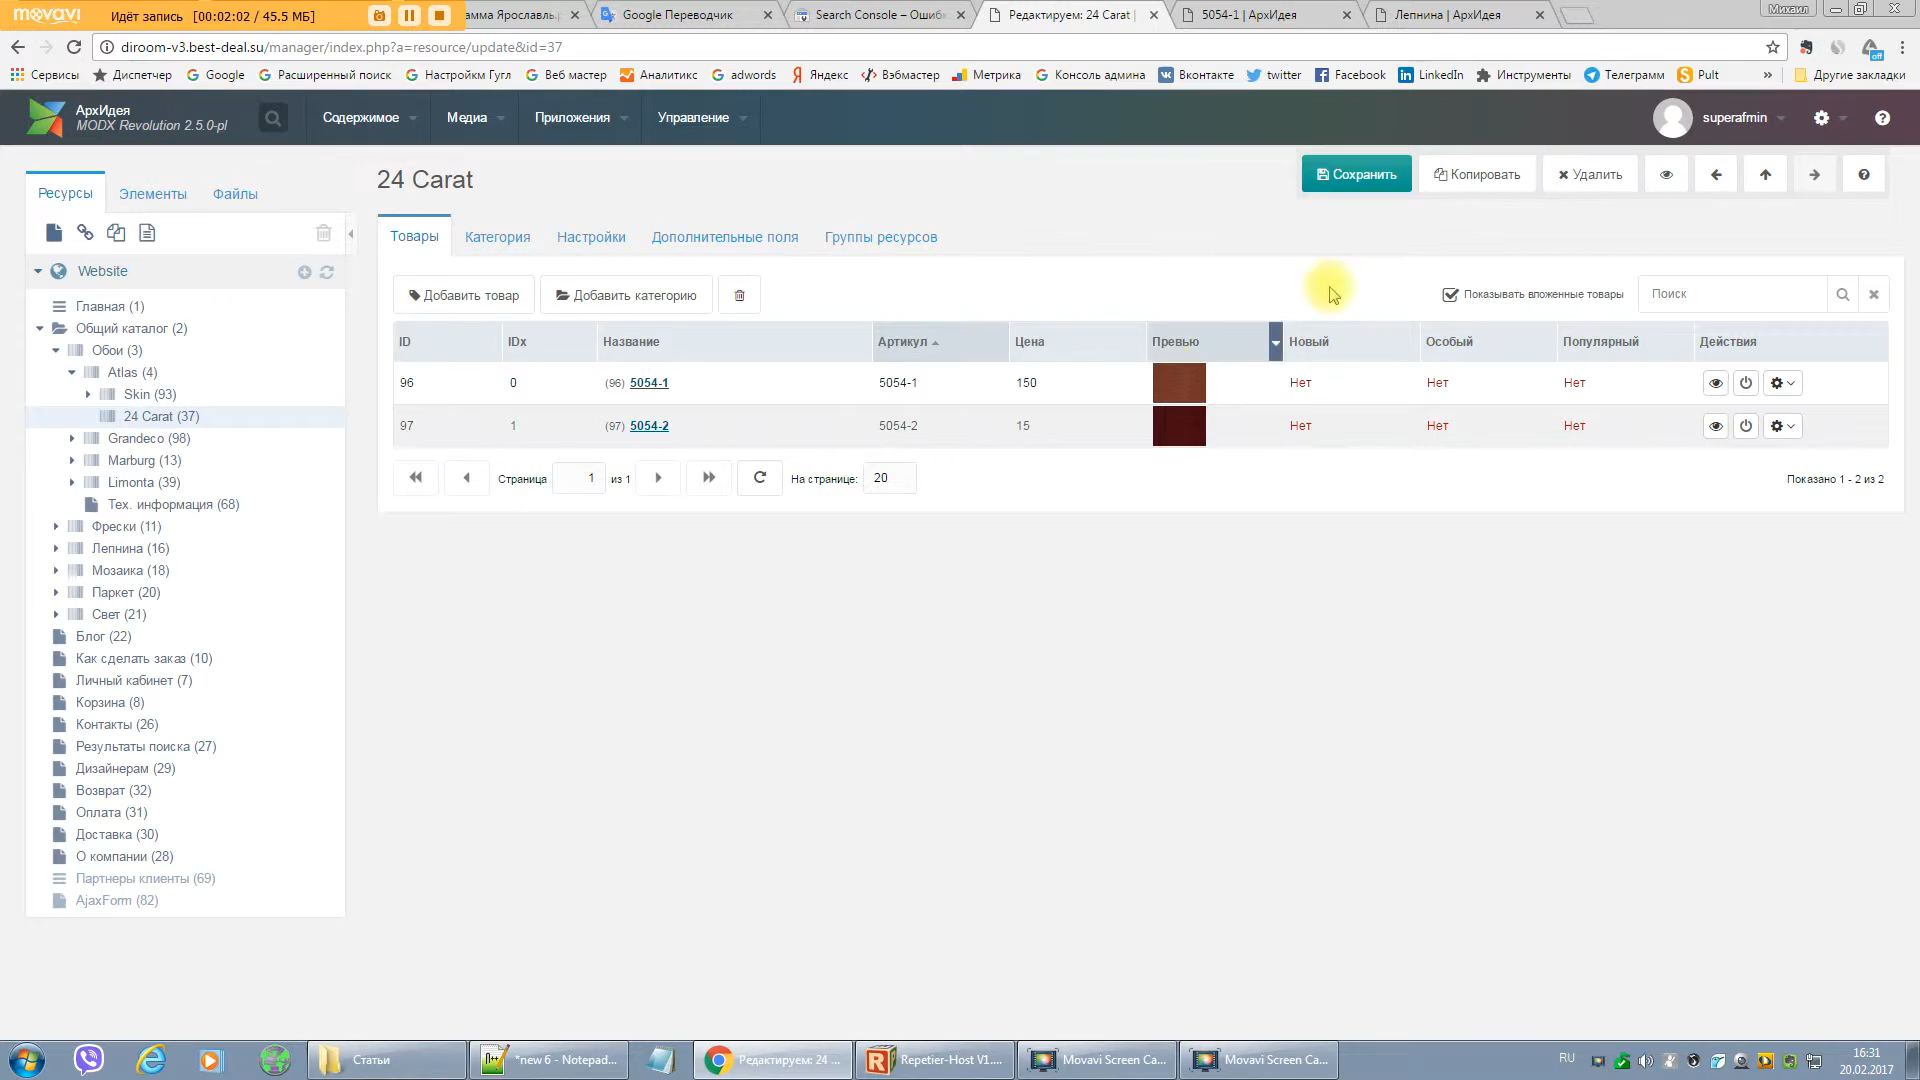 movavi Идёт запись [00:02:02 / 45.5 МБ]
амма Ярославль.
Google Переводчик
Search Console – Ошибк
Редактируем: 24 Carat |
5054-1 | АрхИдея
Лепнина | АрхИдея
Михаил
diroom-v3.best-deal.su/manager/index.php?a=resource/update&id=37
Сервисы Диспетчер Google Расширенный поиск Настройкм Гугл Веб мастер Аналитикс adwords Яндекс Вэбмастер Метрика Консоль админа Вконтакте twitter Facebook LinkedIn Инструменты Телеграмм Pult » Другие закладки
АрхИдея
MODX Revolution 2.5.0-pl
Содержимое Медиа Приложения Управление superafmin
Ресурсы Элементы Файлы
24 Carat
Сохранить Копировать Удалить
Товары Категория Настройки Дополнительные поля Группы ресурсов
Website
Главная (1)
Общий каталог (2)
Обои (3)
Atlas (4)
Skin (93)
24 Carat (37)
Grandeco (98)
Marburg (13)
Limonta (39)
Тех. информация (68)
Фрески (11)
Лепнина (16)
Мозаика (18)
Паркет (20)
Свет (21)
Блог (22)
Как сделать заказ (10)
Личный кабинет (7)
Корзина (8)
Контакты (26)
Результаты поиска (27)
Дизайнерам (29)
Возврат (32)
Оплата (31)
Доставка (30)
О компании (28)
Партнеры клиенты (69)
AjaxForm (82)
Добавить товар Добавить категорию Показывать вложенные товары Поиск
ID IDx Название Артикул Цена Превью Новый Особый Популярный Действия
96 0 (96) 5054-1 5054-1 150 Нет Нет Нет
97 1 (97) 5054-2 5054-2 15 Нет Нет Нет
Страница 1 из 1 На странице: 20 Показано 1 - 2 из 2
Статьи
*new 6 - Notepad...
Редактируем: 24 ...
Repetier-Host V1....
Movavi Screen Ca...
Movavi Screen Ca...
RU
16:31
20.02.2017